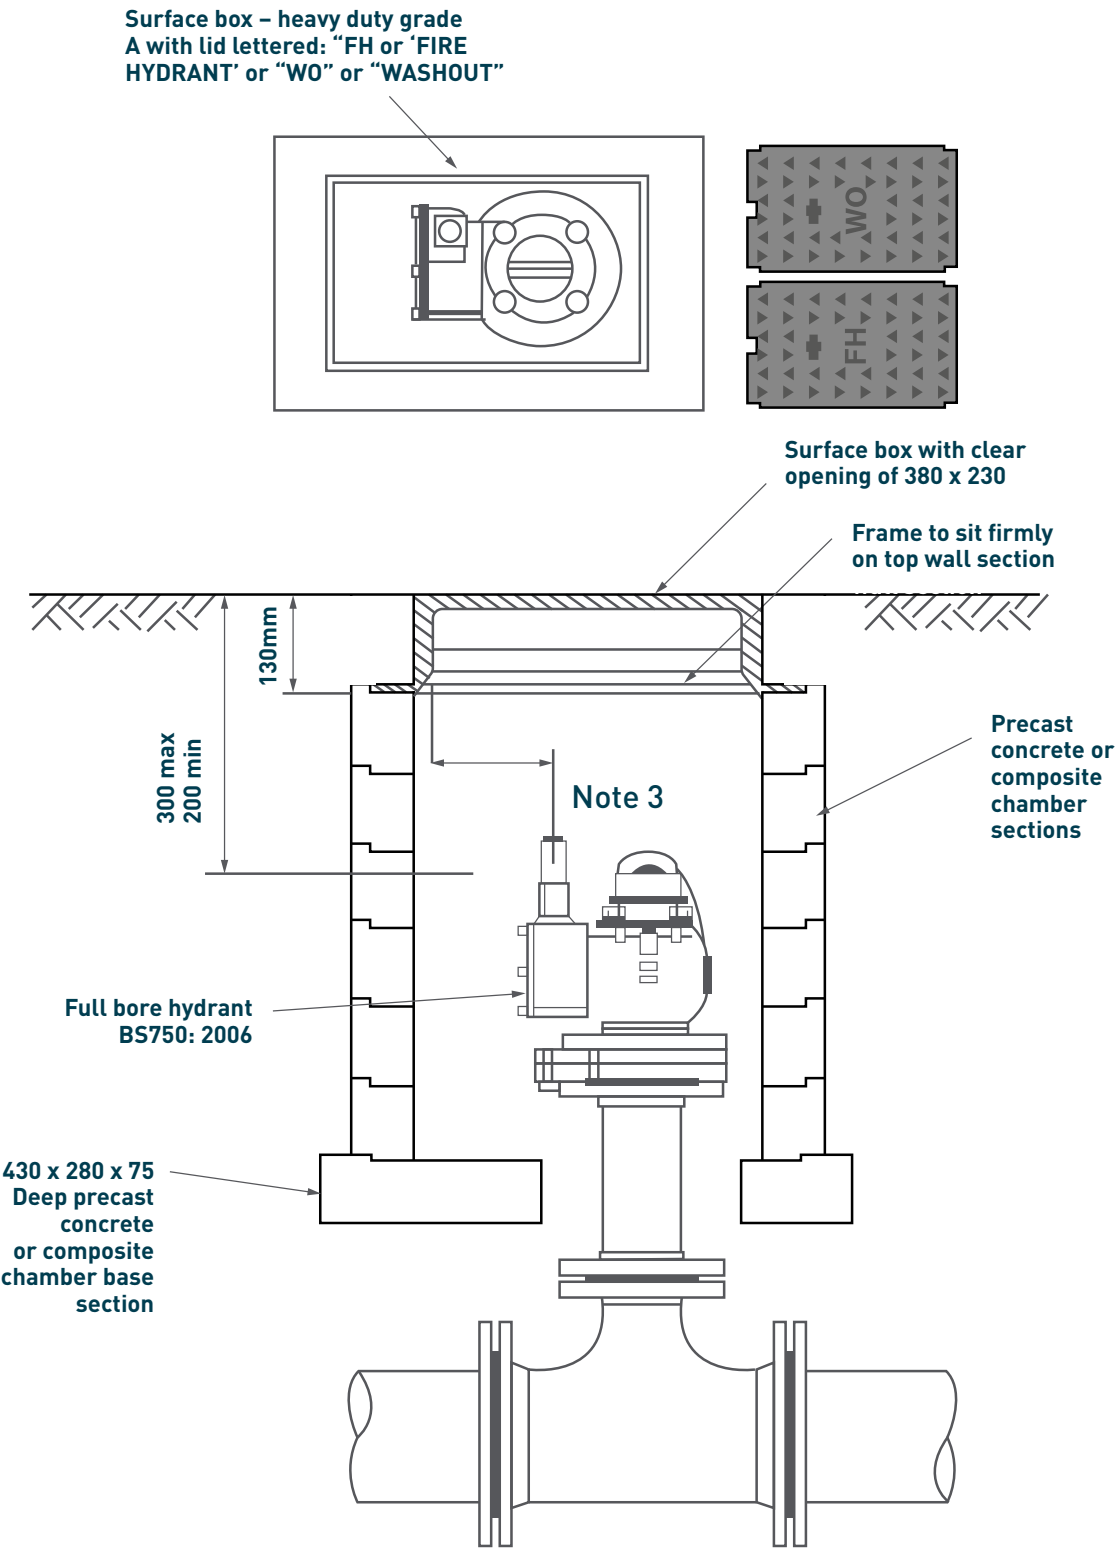 Surface box – heavy duty grade
A with lid lettered: “FH or ‘FIRE
HYDRANT’ or “WO” or “WASHOUT”
WO
FH
Surface box with clear
opening of 380 x 230
Frame to sit firmly
on top wall section
130mm
300 max
200 min
Note 3
Precast
concrete or
composite
chamber
sections
Full bore hydrant
BS750: 2006
430 x 280 x 75
Deep precast
concrete
or composite
chamber base
section